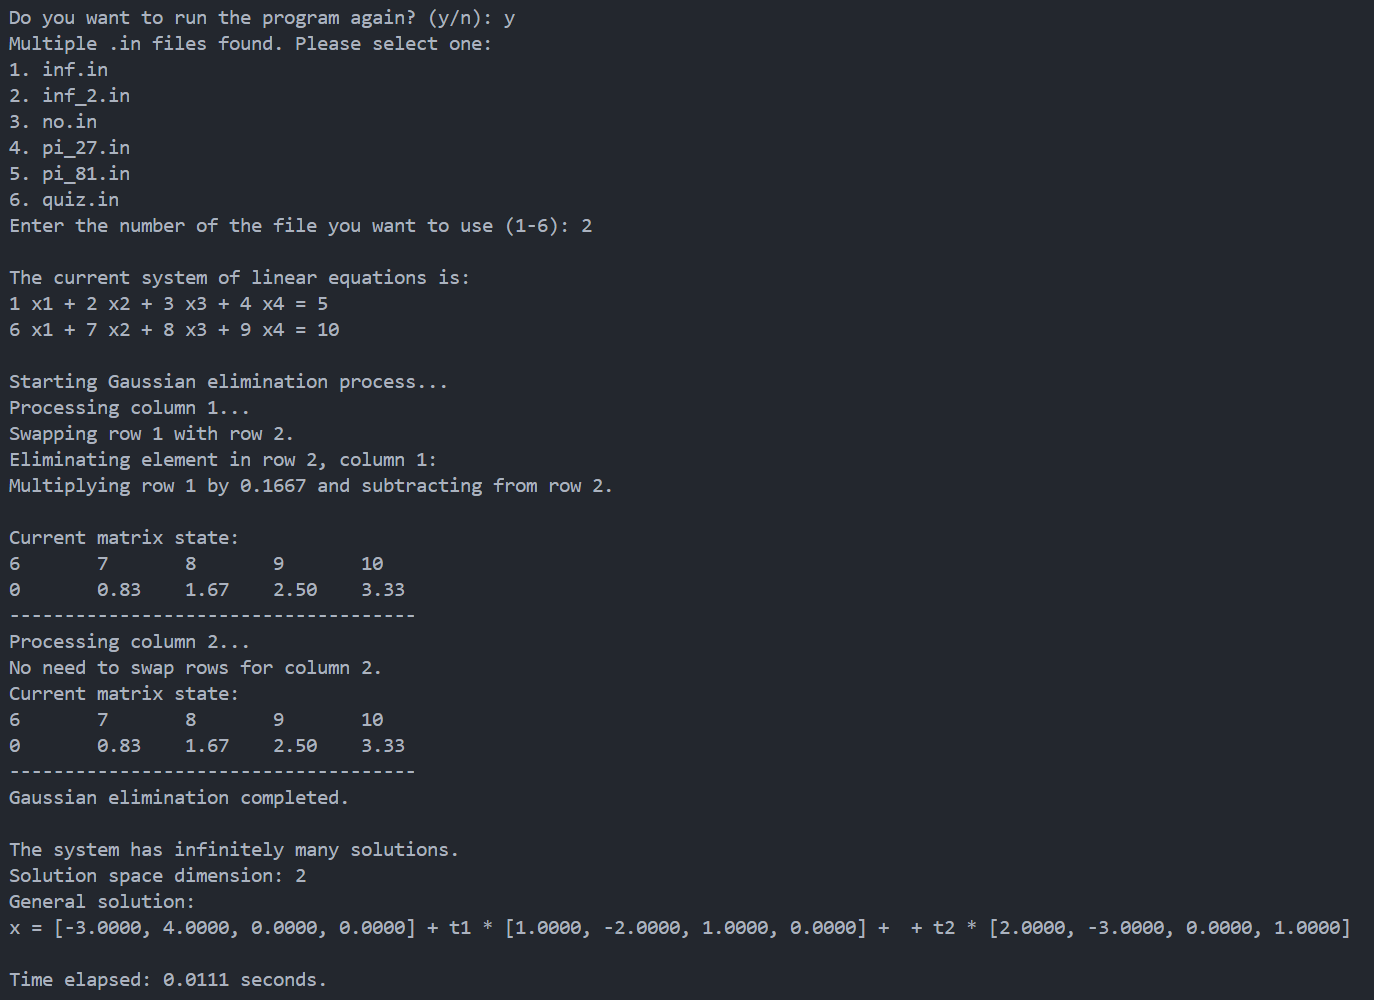 Do you want to run the program again? (y/n): y
Multiple .in files found. Please select one:
1. inf.in
2. inf_2.in
3. no.in
4. pi_27.in
5. pi_81.in
6. quiz.in
Enter the number of the file you want to use (1-6): 2
The current system of linear equations is:
1 x1 + 2 x2 + 3 x3 + 4 x4 = 5
6 x1 + 7 x2 + 8 x3 + 9 x4 = 10
Starting Gaussian elimination process...
Processing column 1...
Swapping row 1 with row 2.
Eliminating element in row 2, column 1:
Multiplying row 1 by 0.1667 and subtracting from row 2.
Current matrix state:
6       7       8       9       10
0       0.83    1.67    2.50    3.33
-------------------------------------
Processing column 2...
No need to swap rows for column 2.
Current matrix state:
6       7       8       9       10
0       0.83    1.67    2.50    3.33
-------------------------------------
Gaussian elimination completed.
The system has infinitely many solutions.
Solution space dimension: 2
General solution:
x = [-3.0000, 4.0000, 0.0000, 0.0000] + t1 * [1.0000, -2.0000, 1.0000, 0.0000] +  + t2 * [2.0000, -3.0000, 0.0000, 1.0000]
Time elapsed: 0.0111 seconds.